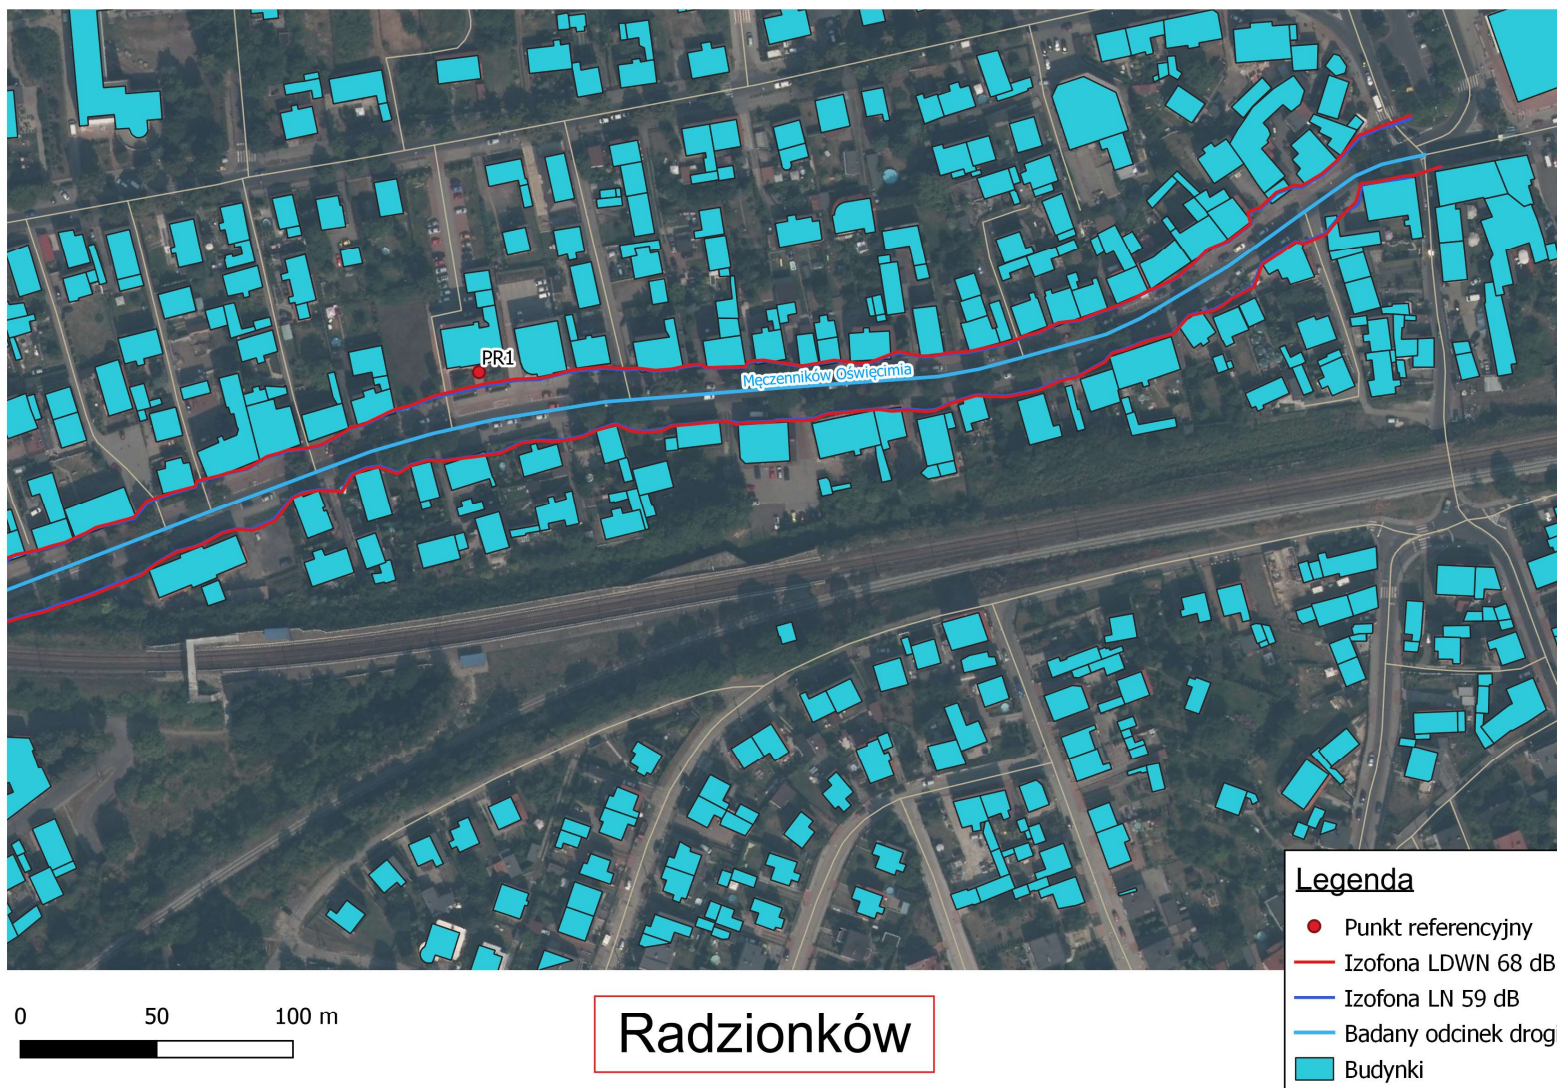 PR1
Męczenników Oświęcimia
Legenda
Punkt referencyjny
Izofona LDWN 68 dB
Izofona LN 59 dB
Badany odcinek drogi
Budynki
0 50 100 m
Radzionków